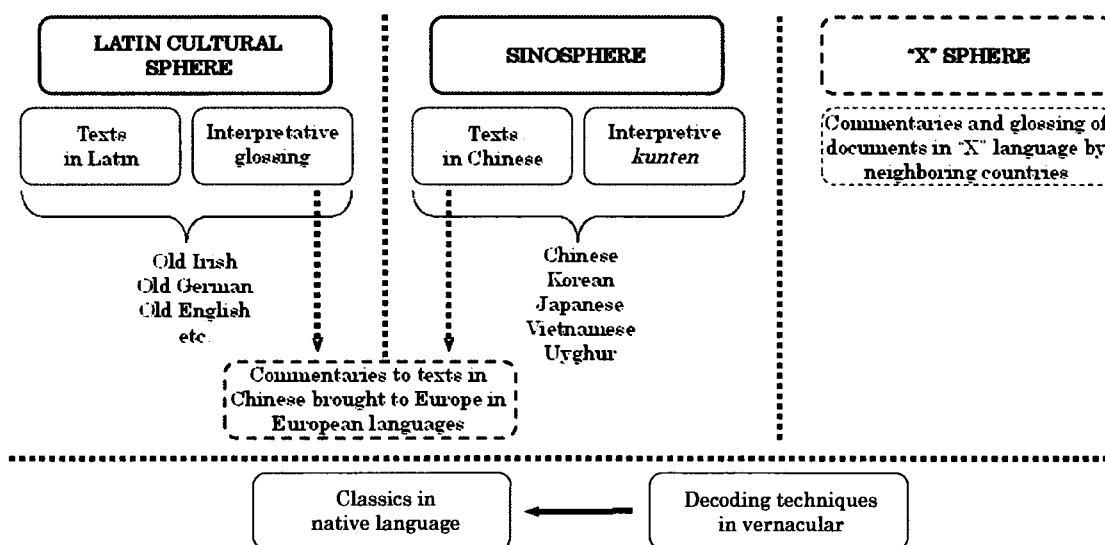 LATIN CULTURAL
SPHERE
Texts
in Latin
Interpretative
glossing
Old Irish
Old German
Old English
etc.
SINOSPHERE
Texts
in Chinese
Interpretive
kunten
Chinese
Korean
Japanese
Vietnamese
Uyghur
"X" SPHERE
Commentaries and glossing of
documents in "X" language by
neighboring countries
Commentaries to texts in
Chinese brought to Europe in
European languages
Classics in
native language
Decoding techniques
in vernacular